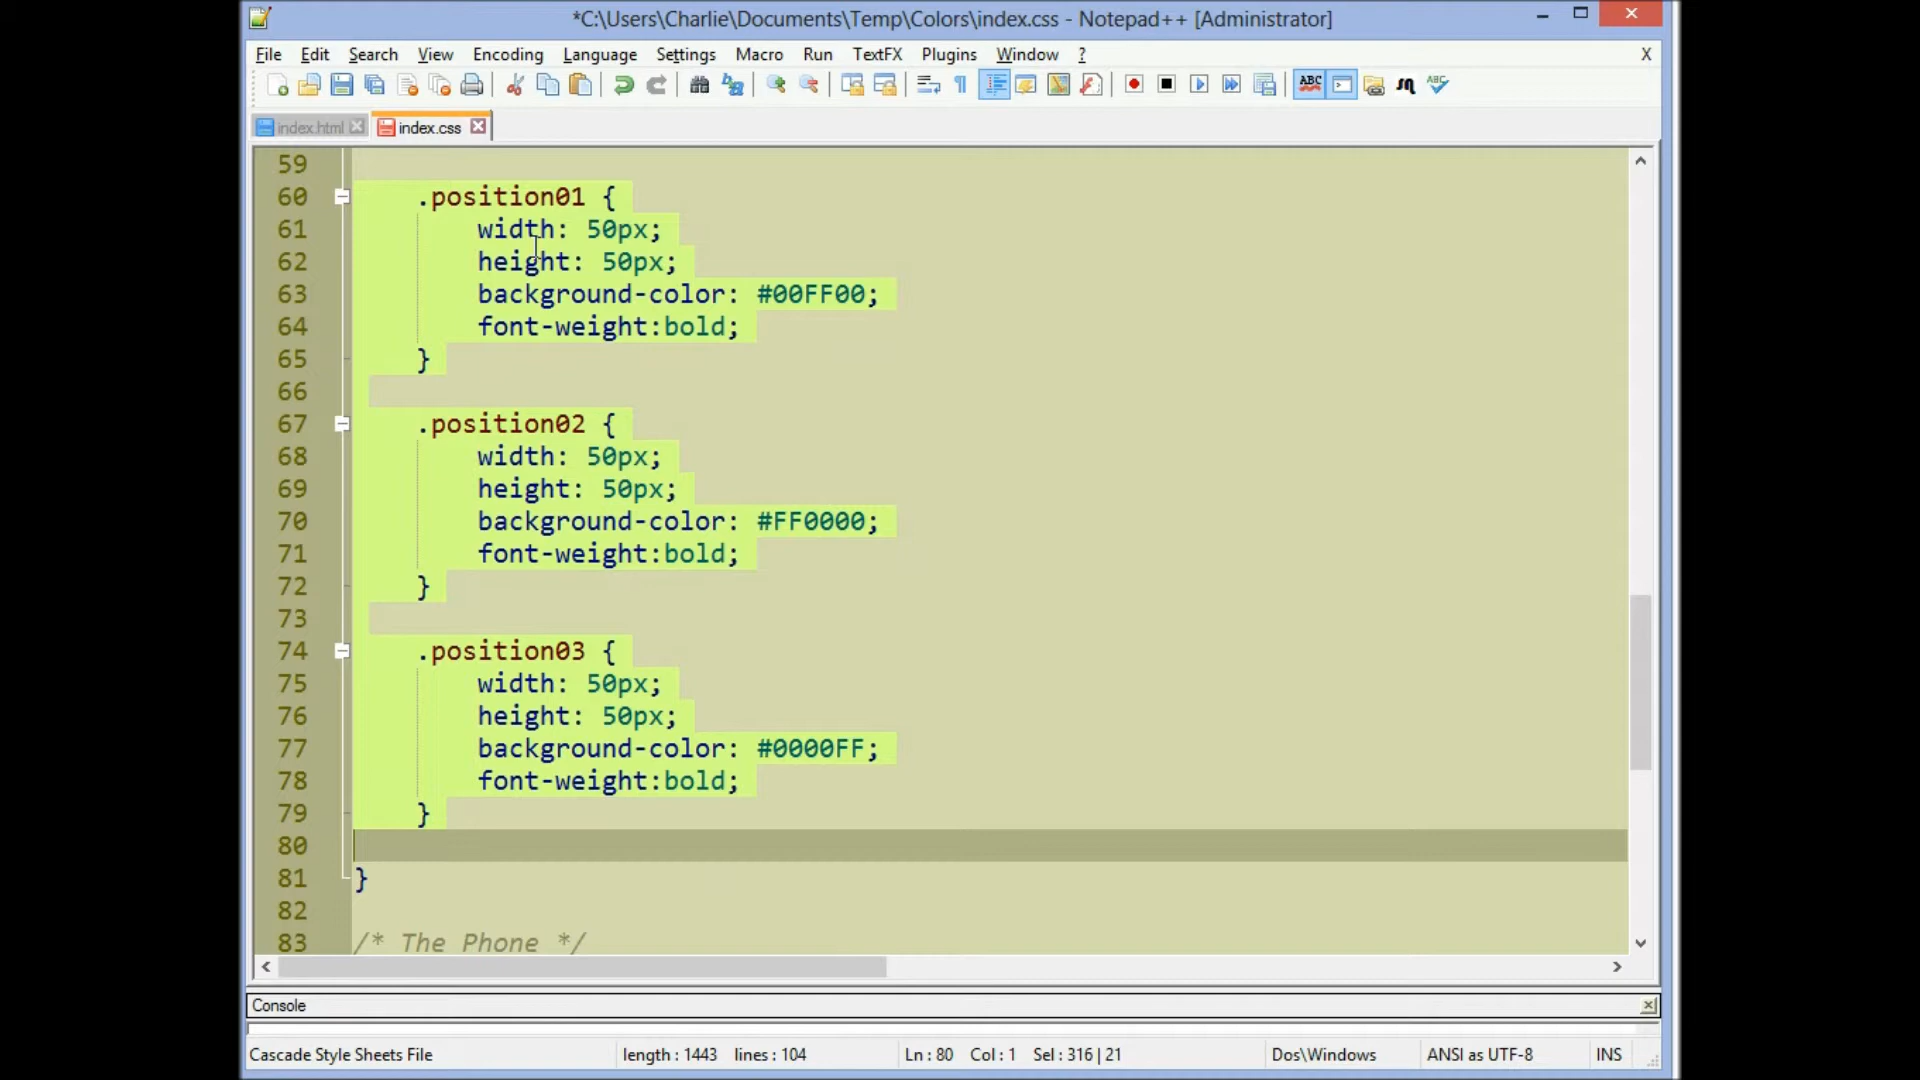 *C:\Users\Charlie\Documents\Temp\Colors\index.css - Notepad++ [Administrator]
File Edit Search View Encoding Language Settings Macro Run TextFX Plugins Window ? X
ABC ABC
index.html index.css
59
60 .position01 {
61 width: 50px;
62 height: 50px;
63 background-color: #00FF00;
64 font-weight:bold;
65 }
66
67 .position02 {
68 width: 50px;
69 height: 50px;
70 background-color: #FF0000;
71 font-weight:bold;
72 }
73
74 .position03 {
75 width: 50px;
76 height: 50px;
77 background-color: #0000FF;
78 font-weight:bold;
79 }
80
81 }
82
83 /* The Phone */
Console
Cascade Style Sheets File length : 1443 lines : 104 Ln : 80 Col : 1 Sel : 316 | 21 Dos\Windows ANSI as UTF-8 INS